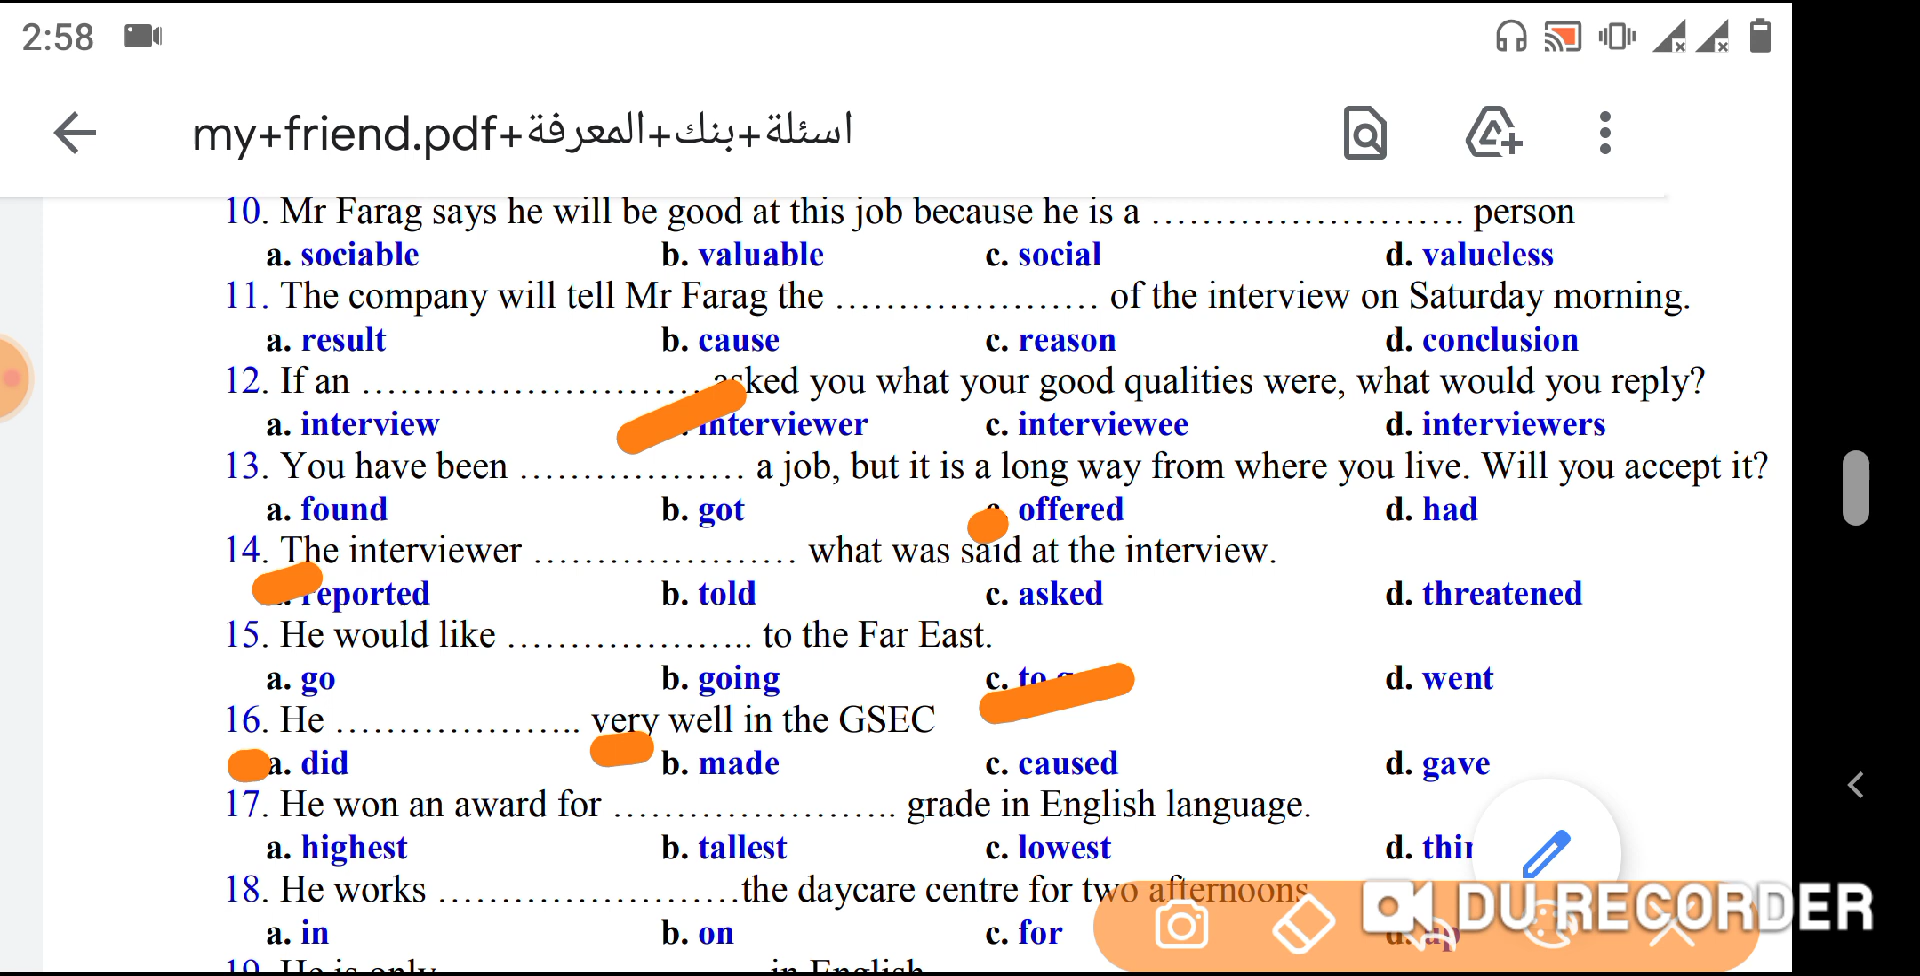 2:58
my+friend.pdf+اسئلة+بنك+المعرفة
10. Mr Farag says he will be good at this job because he is a ........................ person
a. sociable b. valuable c. social d. valueless
11. The company will tell Mr Farag the ..................... of the interview on Saturday morning.
a. result b. cause c. reason d. conclusion
12. If an ........................... asked you what your good qualities were, what would you reply?
a. interview interviewer c. interviewee d. interviewers
13. You have been .................. a job, but it is a long way from where you live. Will you accept it?
a. found b. got offered d. had
14. The interviewer ..................... what was said at the interview.
reported b. told c. asked d. threatened
15. He would like .................... to the Far East.
a. go b. going c. to d. went
16. He .................... very well in the GSEC
a. did b. made c. caused d. gave
17. He won an award for ....................... grade in English language.
a. highest b. tallest c. lowest d.
18. He works ........................the daycare centre for two afternoons
a. in b. on c. for d.
DU RECORDER
19. He is only in English